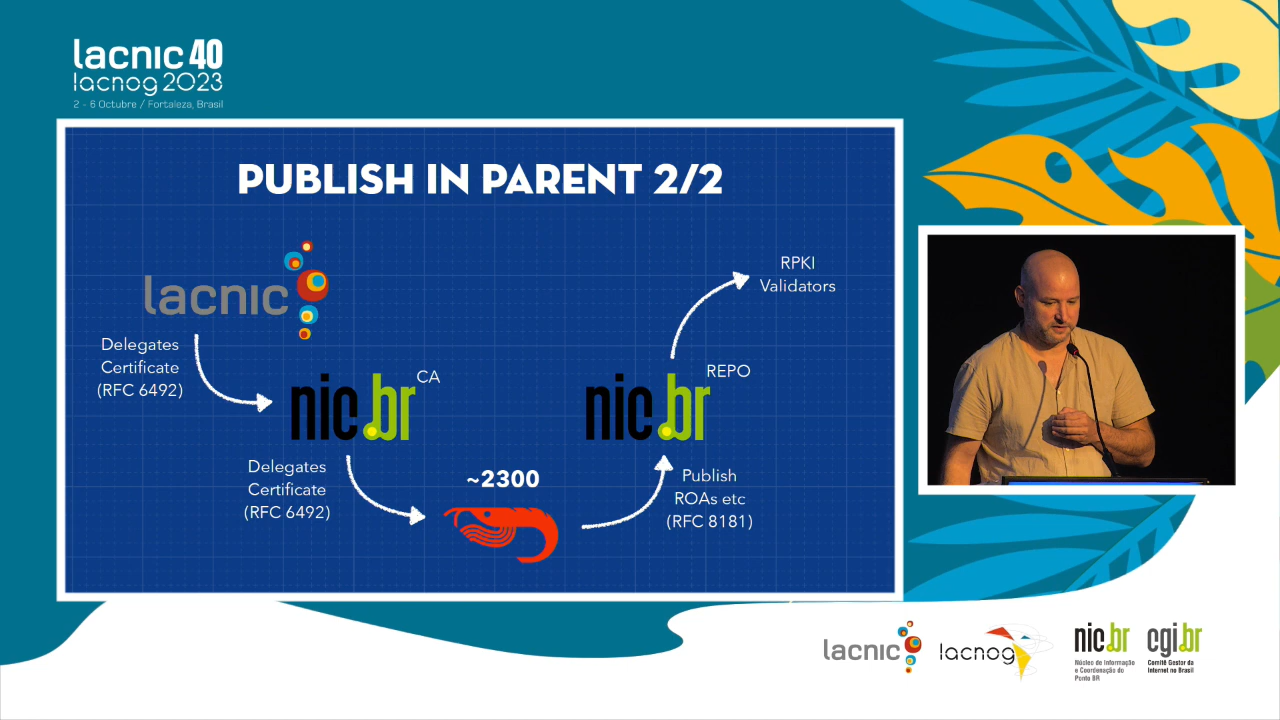 lacnic 40
lacnog 2023
2 - 6 Octubre / Fortaleza, Brasil
PUBLISH IN PARENT 2/2
lacnic
RPKI
Validators
Delegates
Certificate
(RFC 6492)
nic.br CA
nic.br REPO
Delegates
Certificate
(RFC 6492)
~2300
Publish
ROAs etc
(RFC 8181)
lacnic
lacnog
nic.br
Núcleo de Informação
e Coordenação do
Ponto BR
cgi.br
Comitê Gestor da
Internet no Brasil